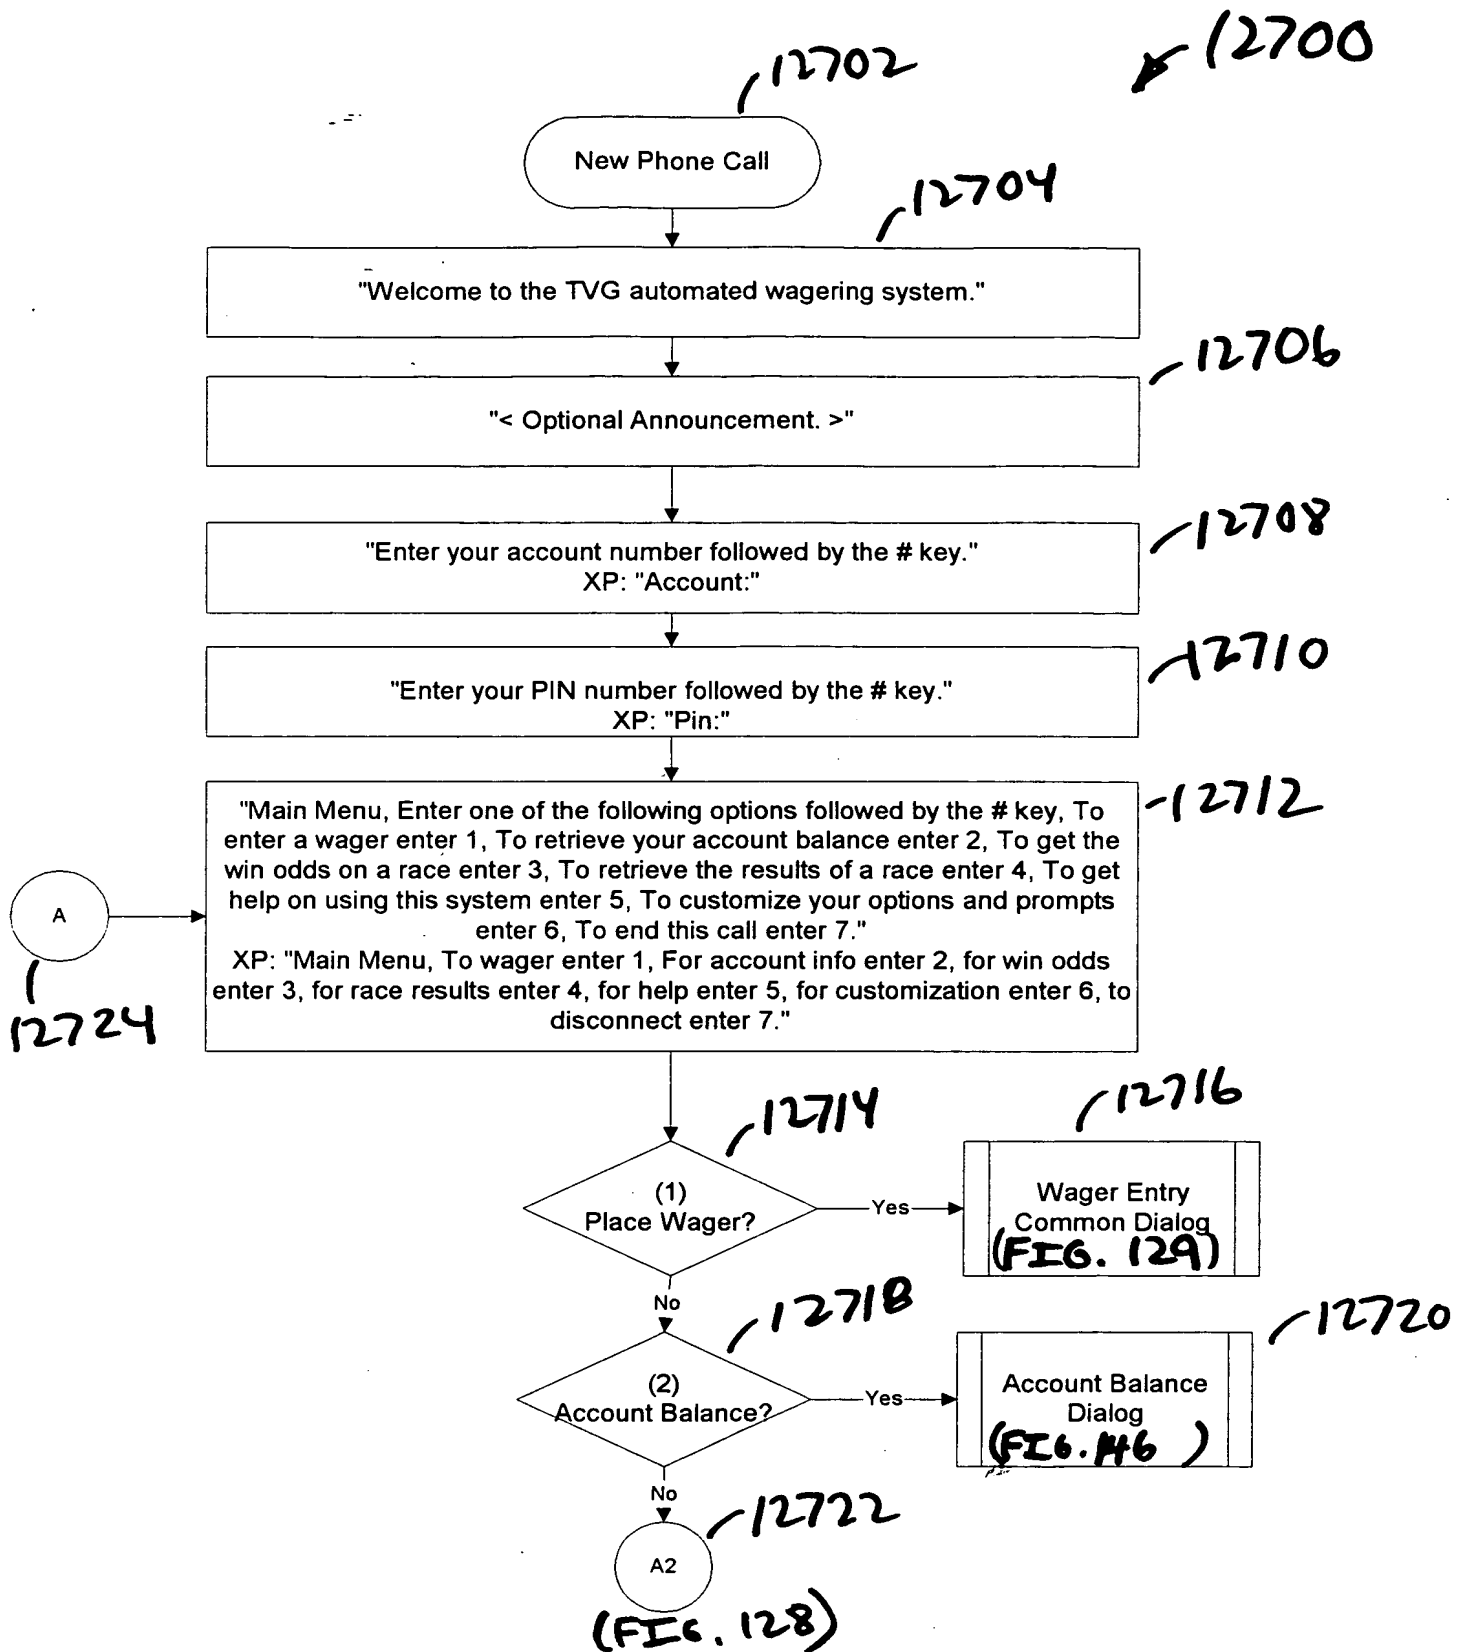 12700
12702
New Phone Call
12704
"Welcome to the TVG automated wagering system."
12706
"< Optional Announcement. >"
12708
"Enter your account number followed by the # key."
XP: "Account:"
12710
"Enter your PIN number followed by the # key."
XP: "Pin:"
12712
"Main Menu, Enter one of the following options followed by the # key, To
enter a wager enter 1, To retrieve your account balance enter 2, To get the
win odds on a race enter 3, To retrieve the results of a race enter 4, To get
help on using this system enter 5, To customize your options and prompts
enter 6, To end this call enter 7."
XP: "Main Menu, To wager enter 1, For account info enter 2, for win odds
enter 3, for race results enter 4, for help enter 5, for customization enter 6, to
disconnect enter 7."
A
12724
12714
(1)
Place Wager?
Yes
12716
Wager Entry
Common Dialog
(FIG. 129)
No
12718
(2)
Account Balance?
Yes
12720
Account Balance
Dialog
(FIG. 146 )
No
12722
A2
(FIG. 128)